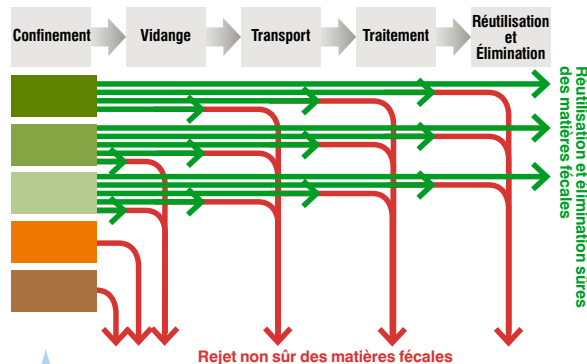 Confinement
Vidange
Transport
Traitement
Réutilisation
et
Élimination
Réutilisation et élimination sûres
des matières fécales
Rejet non sûr des matières fécales